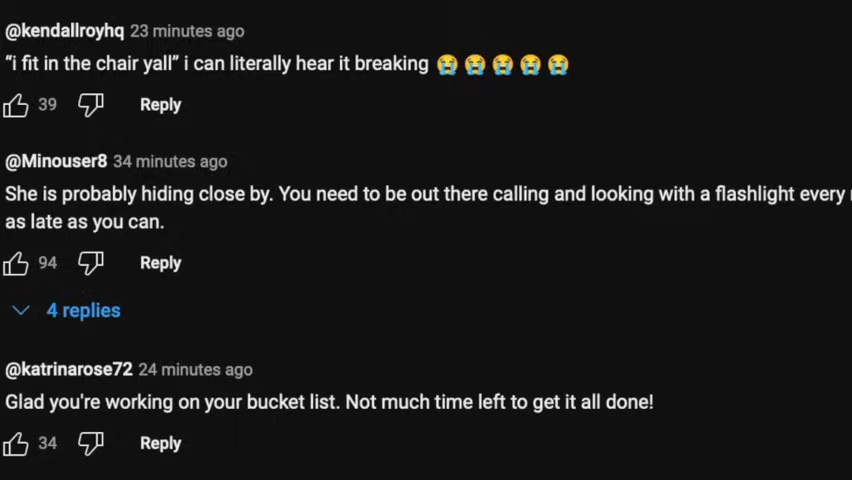 @kendallroyhq 23 minutes ago
“i fit in the chair yall” i can literally hear it breaking 😭😭😭😭😭
39 Reply
@Minouser8 34 minutes ago
She is probably hiding close by. You need to be out there calling and looking with a flashlight every
as late as you can.
94 Reply
4 replies
@katrinarose72 24 minutes ago
Glad you're working on your bucket list. Not much time left to get it all done!
34 Reply